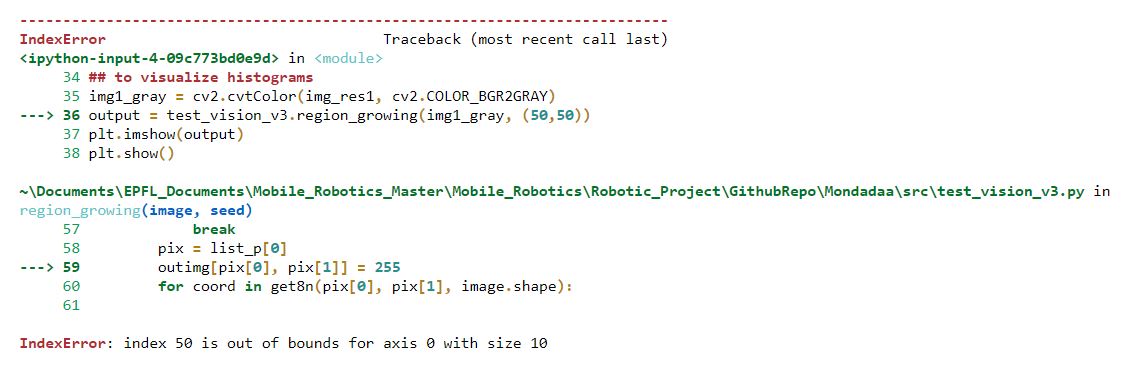 ---------------------------------------------------------------------------
IndexError                                Traceback (most recent call last)
<ipython-input-4-09c773bd0e9d> in <module>
     34 ## to visualize histograms
     35 img1_gray = cv2.cvtColor(img_res1, cv2.COLOR_BGR2GRAY)
---> 36 output = test_vision_v3.region_growing(img1_gray, (50,50))
     37 plt.imshow(output)
     38 plt.show()

~\Documents\EPFL_Documents\Mobile_Robotics_Master\Mobile_Robotics\Robotic_Project\GithubRepo\Mondadaa\src\test_vision_v3.py in
region_growing(image, seed)
     57             break
     58         pix = list_p[0]
---> 59         outimg[pix[0], pix[1]] = 255
     60         for coord in get8n(pix[0], pix[1], image.shape):
     61

IndexError: index 50 is out of bounds for axis 0 with size 10